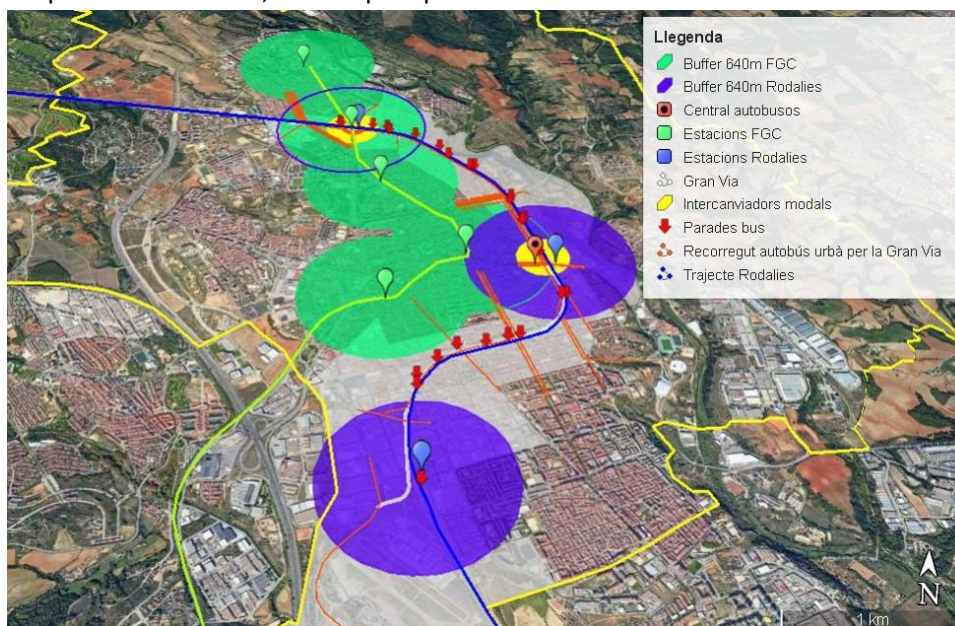 Llegenda
Buffer 640m FGC
Buffer 640m Rodalies
Central autobusos
Estacions FGC
Estacions Rodalies
Gran Via
Intercanviadors modals
Parades bus
Recorregut autobús urbà per la Gran Via
Trajecte Rodalies
N
1 km